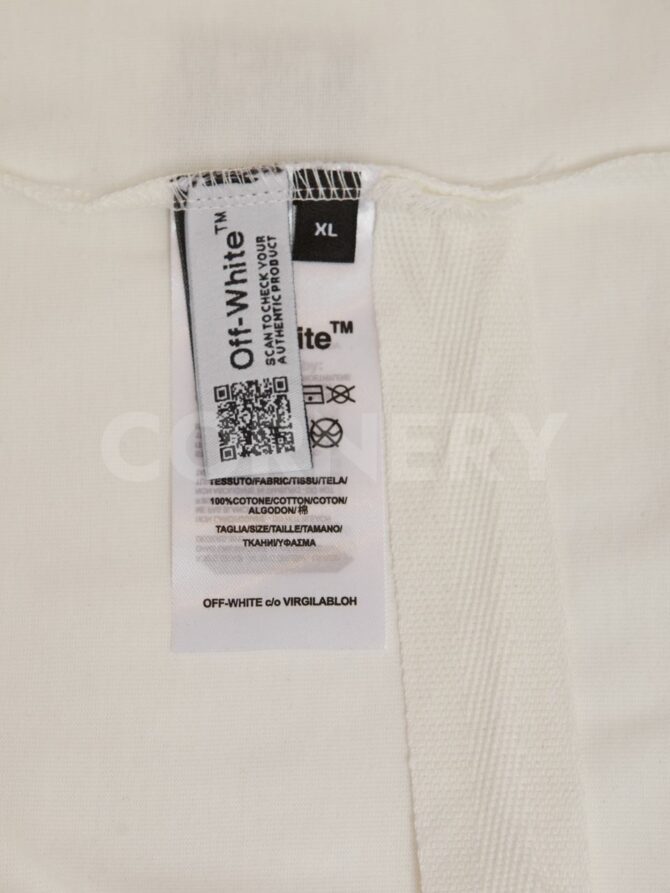 Off-White™
SCAN TO CHECK YOUR
AUTHENTIC PRODUCT
XL
ite™
TESSUTO/FABRIC/TISSU/TELA/
100%COTONE/COTTON/COTON/
ALGODON/棉
TAGLIA/SIZE/TAILLE/TAMANO/
ТКАНИ/ΥΦΑΣΜΑ
OFF-WHITE c/o VIRGILABLOH
CORNERY